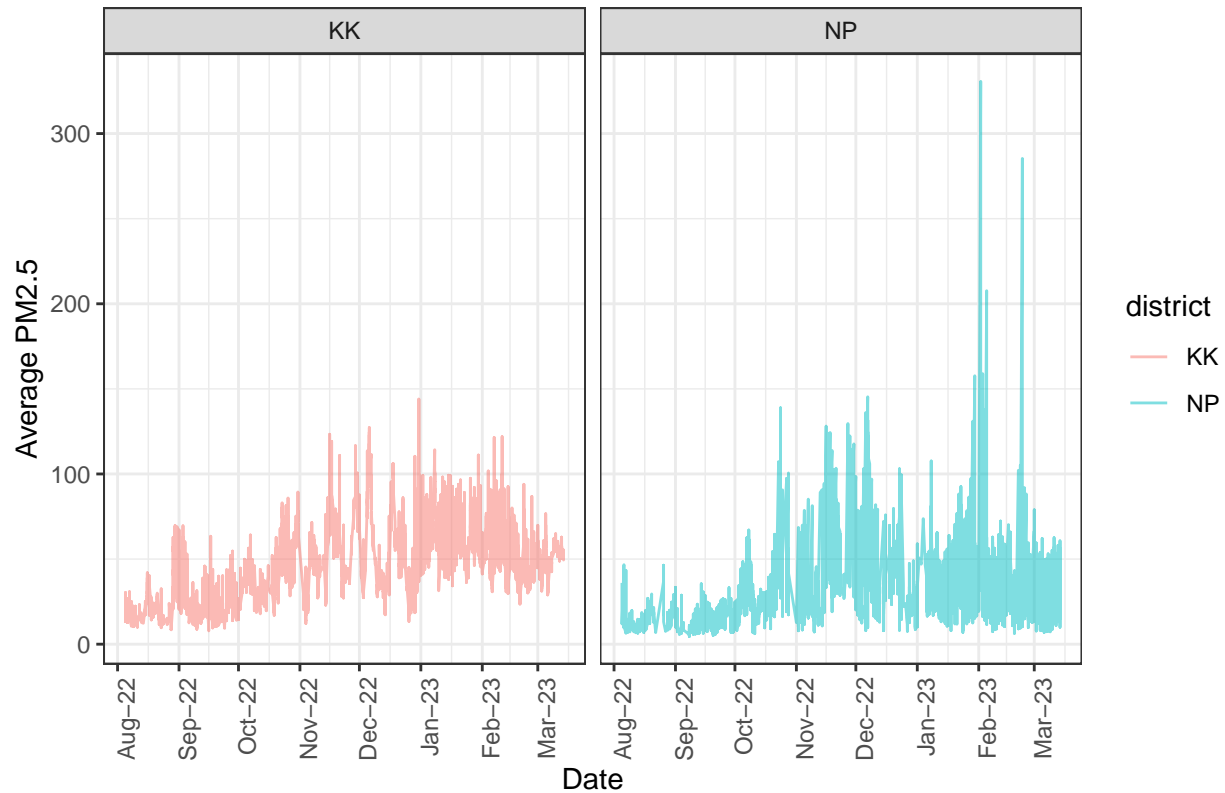 KK
NP
300
200
100
0
Average PM2.5
Aug−22
Sep−22
Oct−22
Nov−22
Dec−22
Jan−23
Feb−23
Mar−23
Aug−22
Sep−22
Oct−22
Nov−22
Dec−22
Jan−23
Feb−23
Mar−23
Date
district
KK
NP